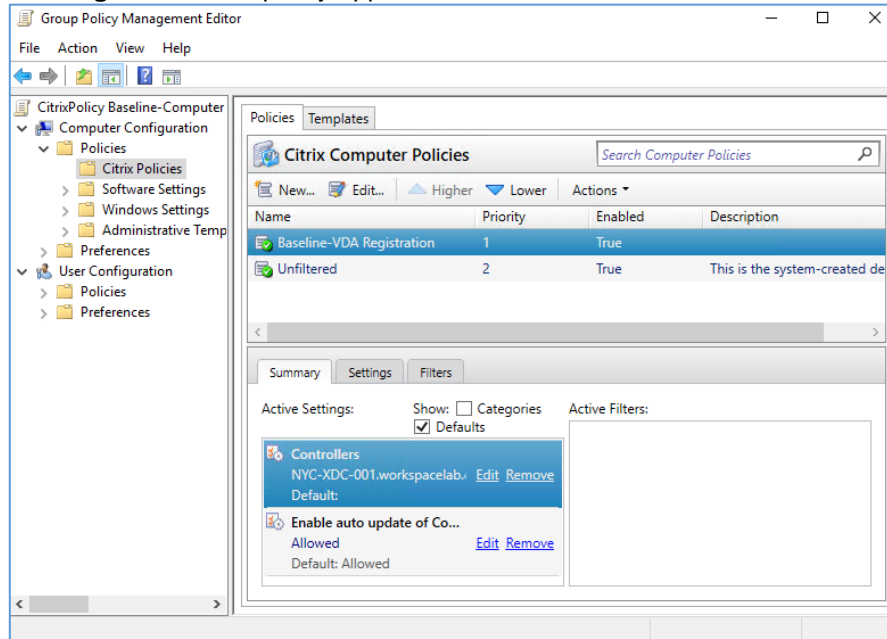 Group Policy Management Editor
File Action View Help
CitrixPolicy Baseline-Computer
Computer Configuration
Policies
Citrix Policies
Software Settings
Windows Settings
Administrative Temp
Preferences
User Configuration
Policies
Preferences
Policies Templates
Citrix Computer Policies Search Computer Policies
New... Edit... Higher Lower Actions
Name Priority Enabled Description
Baseline-VDA Registration 1 True
Unfiltered 2 True This is the system-created de
Summary Settings Filters
Active Settings: Show: Categories Active Filters:
Defaults
Controllers
NYC-XDC-001.workspacelab. Edit Remove
Default:
Enable auto update of Co...
Allowed Edit Remove
Default: Allowed